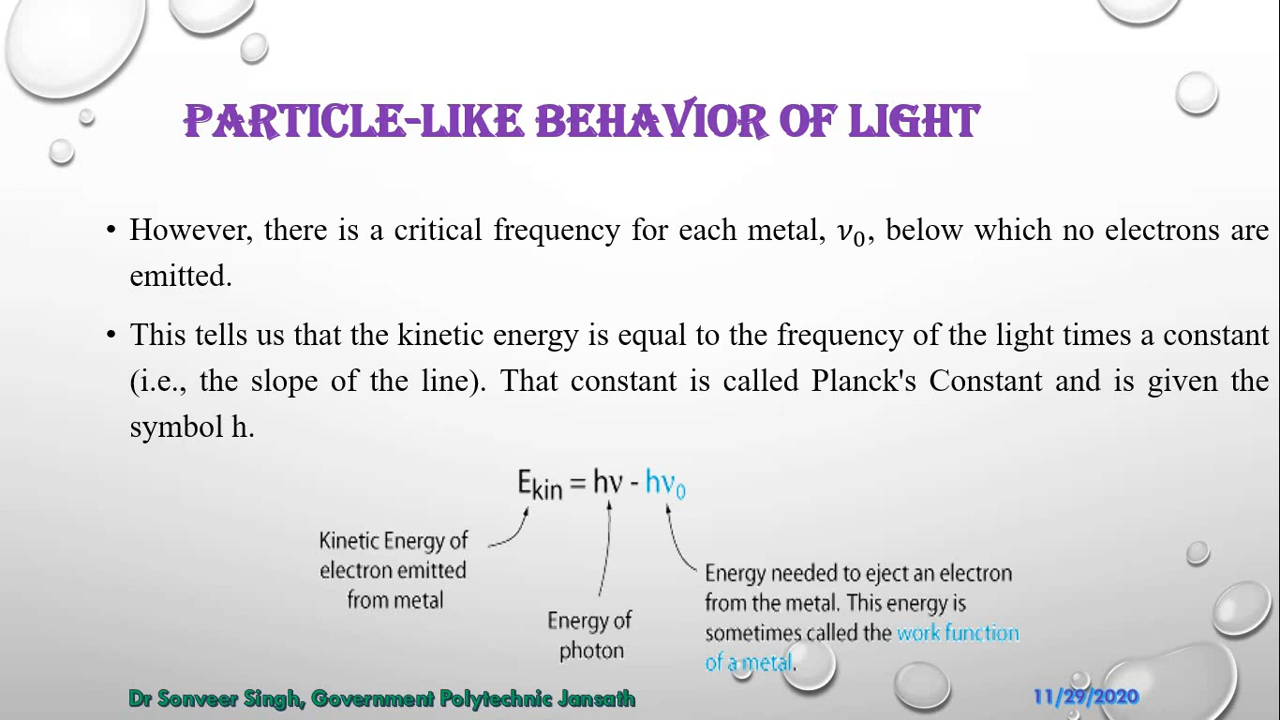 PARTICLE-LIKE BEHAVIOR OF LIGHT
• However, there is a critical frequency for each metal, 𝜈₀, below which no electrons are
emitted.
• This tells us that the kinetic energy is equal to the frequency of the light times a constant
(i.e., the slope of the line). That constant is called Planck's Constant and is given the
symbol h.
E_kin = hν - hν₀
Kinetic Energy of
electron emitted
from metal
Energy of
photon
Energy needed to eject an electron
from the metal. This energy is
sometimes called the work function
of a metal.
Dr Sonveer Singh, Government Polytechnic Jansath
11/29/2020